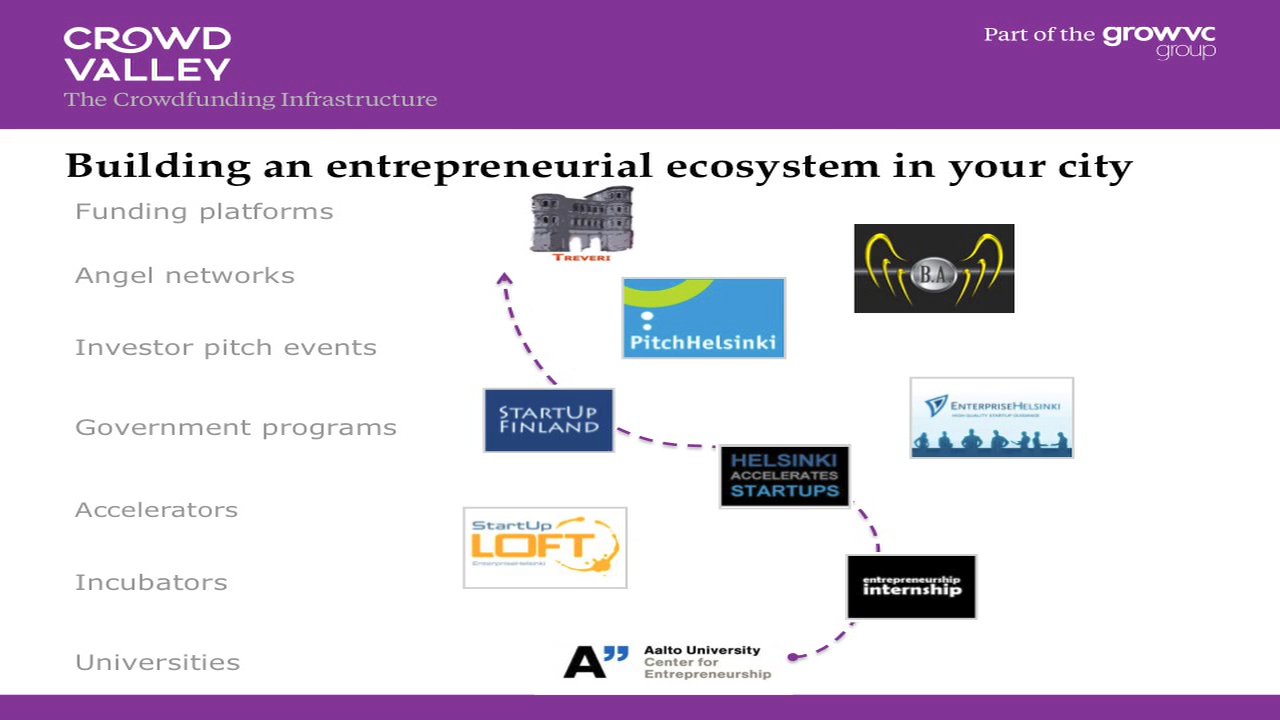 CROWD
VALLEY
The Crowdfunding Infrastructure
Part of the growvc
group
Building an entrepreneurial ecosystem in your city
Funding platforms
TREVERI
Angel networks
B.A
Investor pitch events
PitchHelsinki
Government programs
STARTUP
FINLAND
ENTERPRISEHELSINKI
HIGH QUALITY STARTUP GUIDANCE
HELSINKI
ACCELERATES
STARTUPS
Accelerators
StartUp
LOFT
EnterpriseHelsinki
Incubators
entrepreneurship
internship
Universities
A”
Aalto University
Center for
Entrepreneurship